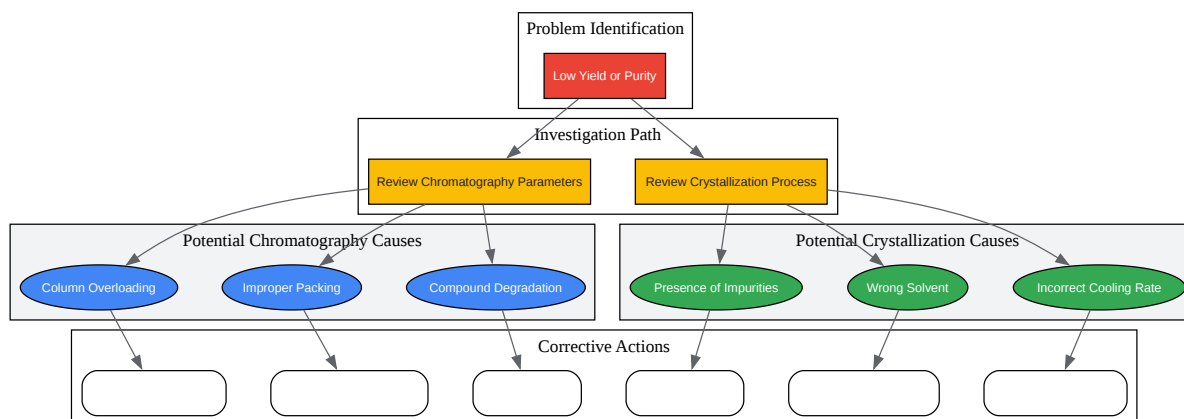 Problem Identification
Low Yield or Purity
Investigation Path
Review Chromatography Parameters
Review Crystallization Process
Potential Chromatography Causes
Potential Crystallization Causes
Column Overloading
Improper Packing
Compound Degradation
Presence of Impurities
Wrong Solvent
Incorrect Cooling Rate
Corrective Actions